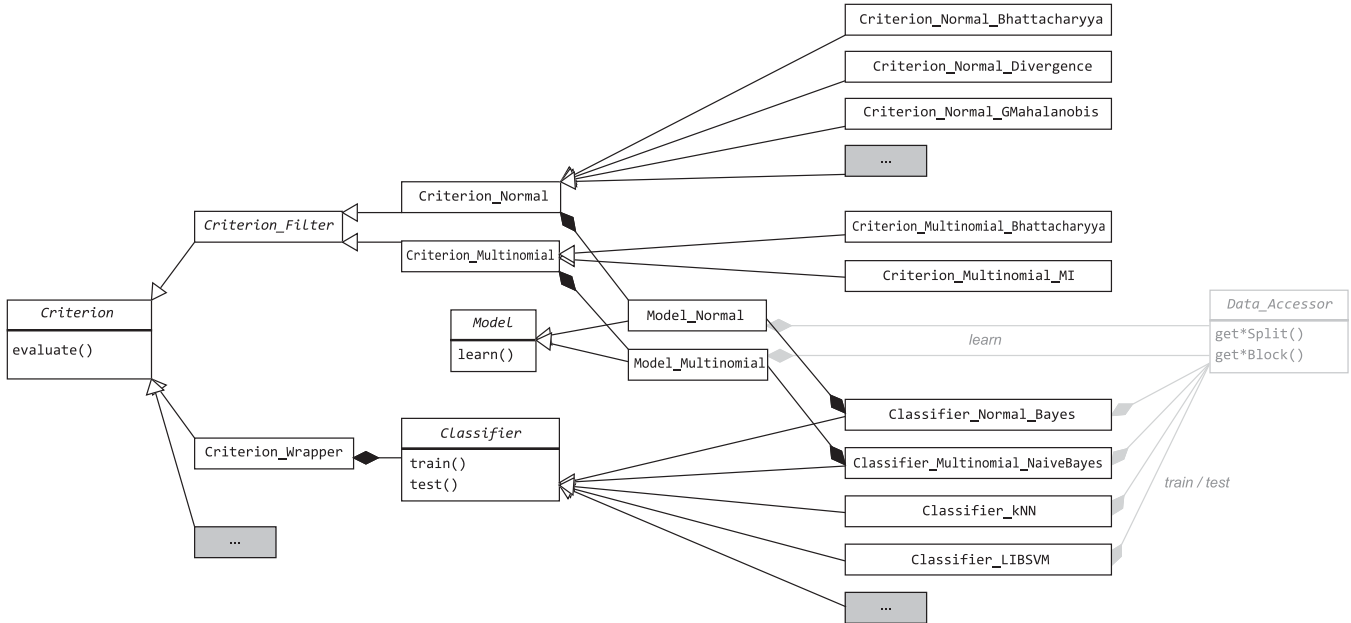 Criterion_Normal_Bhattacharyya
Criterion_Normal_Divergence
Criterion_Normal_GMahalanobis
...
Criterion_Normal
Criterion_Filter
Criterion_Multinomial
Criterion_Multinomial_Bhattacharyya
Criterion_Multinomial_MI
Criterion
evaluate()
Model
learn()
Model_Normal
Model_Multinomial
learn
Data_Accessor
get*Split()
get*Block()
Criterion_Wrapper
Classifier
train()
test()
Classifier_Normal_Bayes
Classifier_Multinomial_NaiveBayes
train / test
Classifier_kNN
Classifier_LIBSVM
...
...